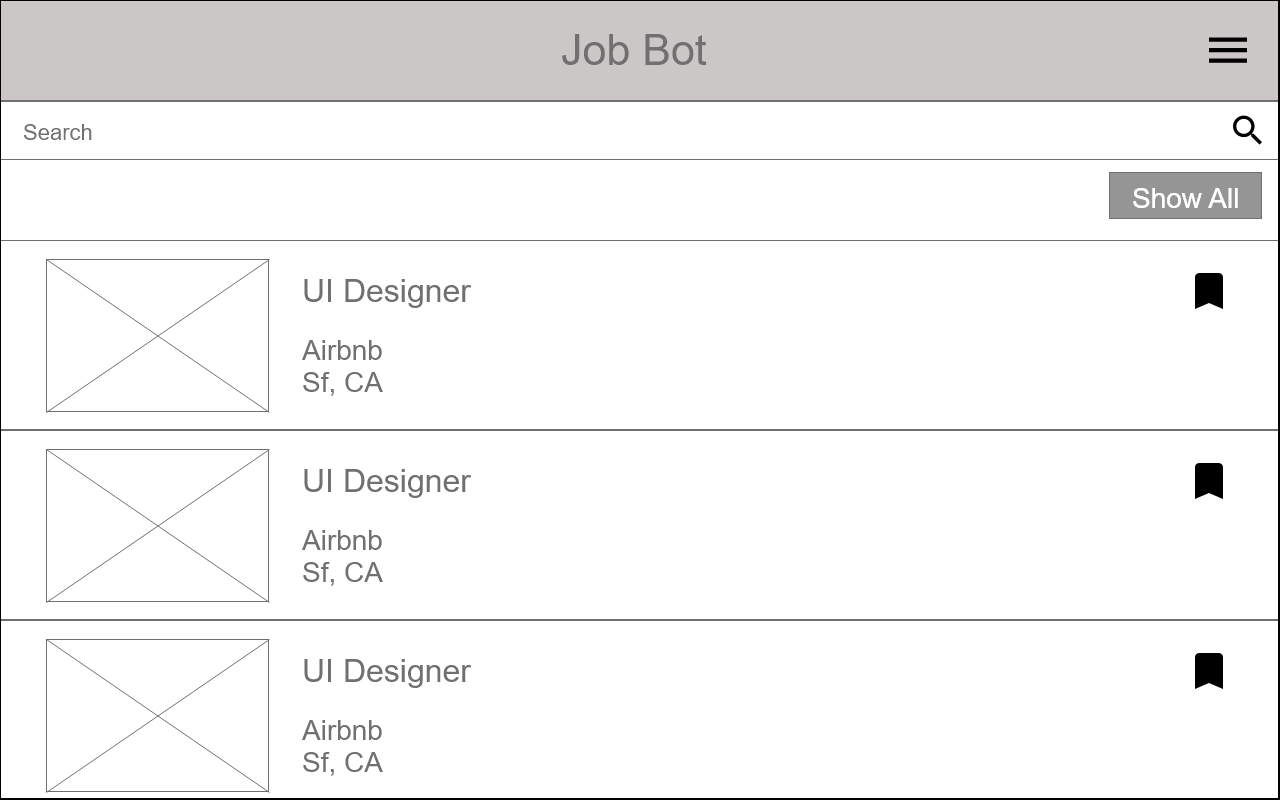 Job Bot
Search
Show All
UI Designer
Airbnb
Sf, CA
UI Designer
Airbnb
Sf, CA
UI Designer
Airbnb
Sf, CA